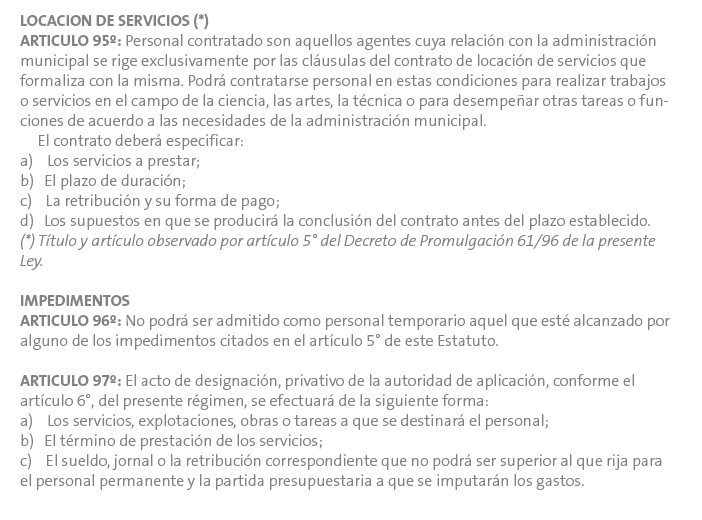 LOCACION DE SERVICIOS (*)
ARTICULO 95º: Personal contratado son aquellos agentes cuya relación con la administración
municipal se rige exclusivamente por las cláusulas del contrato de locación de servicios que
formaliza con la misma. Podrá contratarse personal en estas condiciones para realizar trabajos
o servicios en el campo de la ciencia, las artes, la técnica o para desempeñar otras tareas o fun-
ciones de acuerdo a las necesidades de la administración municipal.
El contrato deberá especificar:
a) Los servicios a prestar;
b) El plazo de duración;
c) La retribución y su forma de pago;
d) Los supuestos en que se producirá la conclusión del contrato antes del plazo establecido.
(*) Título y artículo observado por artículo 5° del Decreto de Promulgación 61/96 de la presente
Ley.
IMPEDIMENTOS
ARTICULO 96º: No podrá ser admitido como personal temporario aquel que esté alcanzado por
alguno de los impedimentos citados en el artículo 5° de este Estatuto.
ARTICULO 97º: El acto de designación, privativo de la autoridad de aplicación, conforme el
artículo 6°, del presente régimen, se efectuará de la siguiente forma:
a) Los servicios, explotaciones, obras o tareas a que se destinará el personal;
b) El término de prestación de los servicios;
c) El sueldo, jornal o la retribución correspondiente que no podrá ser superior al que rija para
el personal permanente y la partida presupuestaria a que se imputarán los gastos.